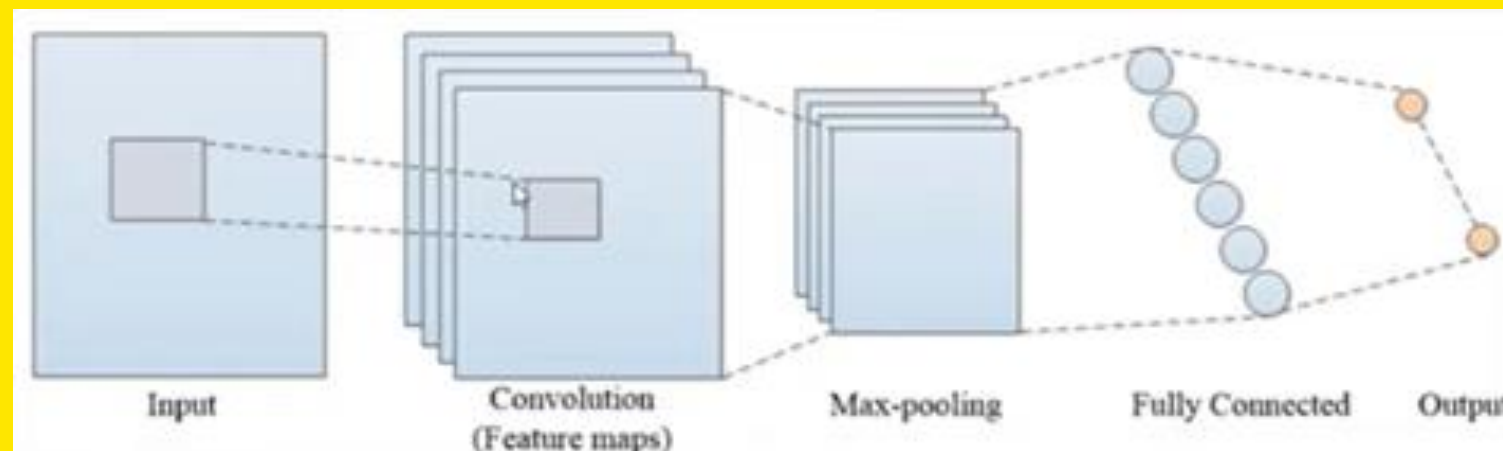 Input
Convolution
(Feature maps)
Max-pooling
Fully Connected
Output